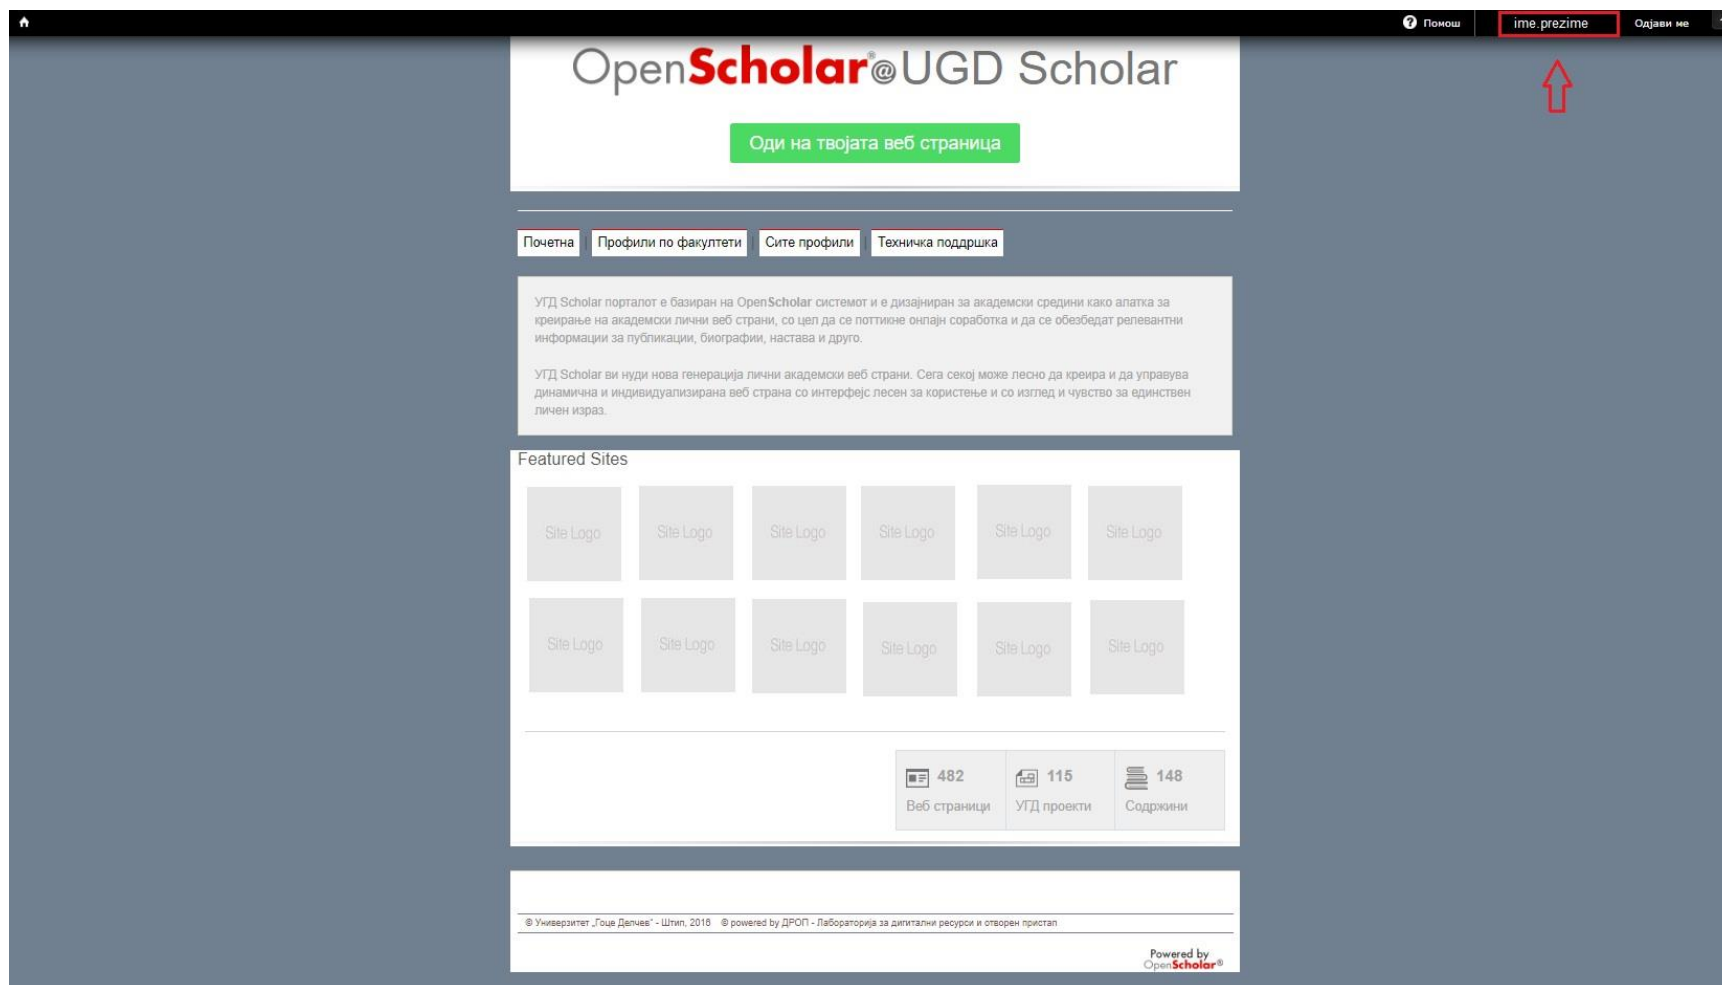 Помош ime.prezime Одјави ме
OpenScholar®@UGD Scholar
Оди на твојата веб страница
Почетна | Профили по факултети | Сите профили | Техничка поддршка
УГД Scholar порталот е базиран на OpenScholar системот и е дизајниран за академски средини како алатка за
креирање на академски лични веб страни, со цел да се поттикне онлајн соработка и да се обезбедат релевантни
информации за публикации, биографии, настава и друго.
УГД Scholar ви нуди нова генерација лични академски веб страни. Сега секој може лесно да креира и да управува
динамична и индивидуализирана веб страна со интерфејс лесен за користење и со изглед и чувство за единствен
личен израз.
Featured Sites
Site Logo Site Logo Site Logo Site Logo Site Logo Site Logo
Site Logo Site Logo Site Logo Site Logo Site Logo Site Logo
482 115 148
Веб страници УГД проекти Содржини
© Универзитет „Гоце Делчев“ - Штип, 2018 © powered by ДРОП - Лабораторија за дигитални ресурси и отворен пристап
Powered by
OpenScholar®